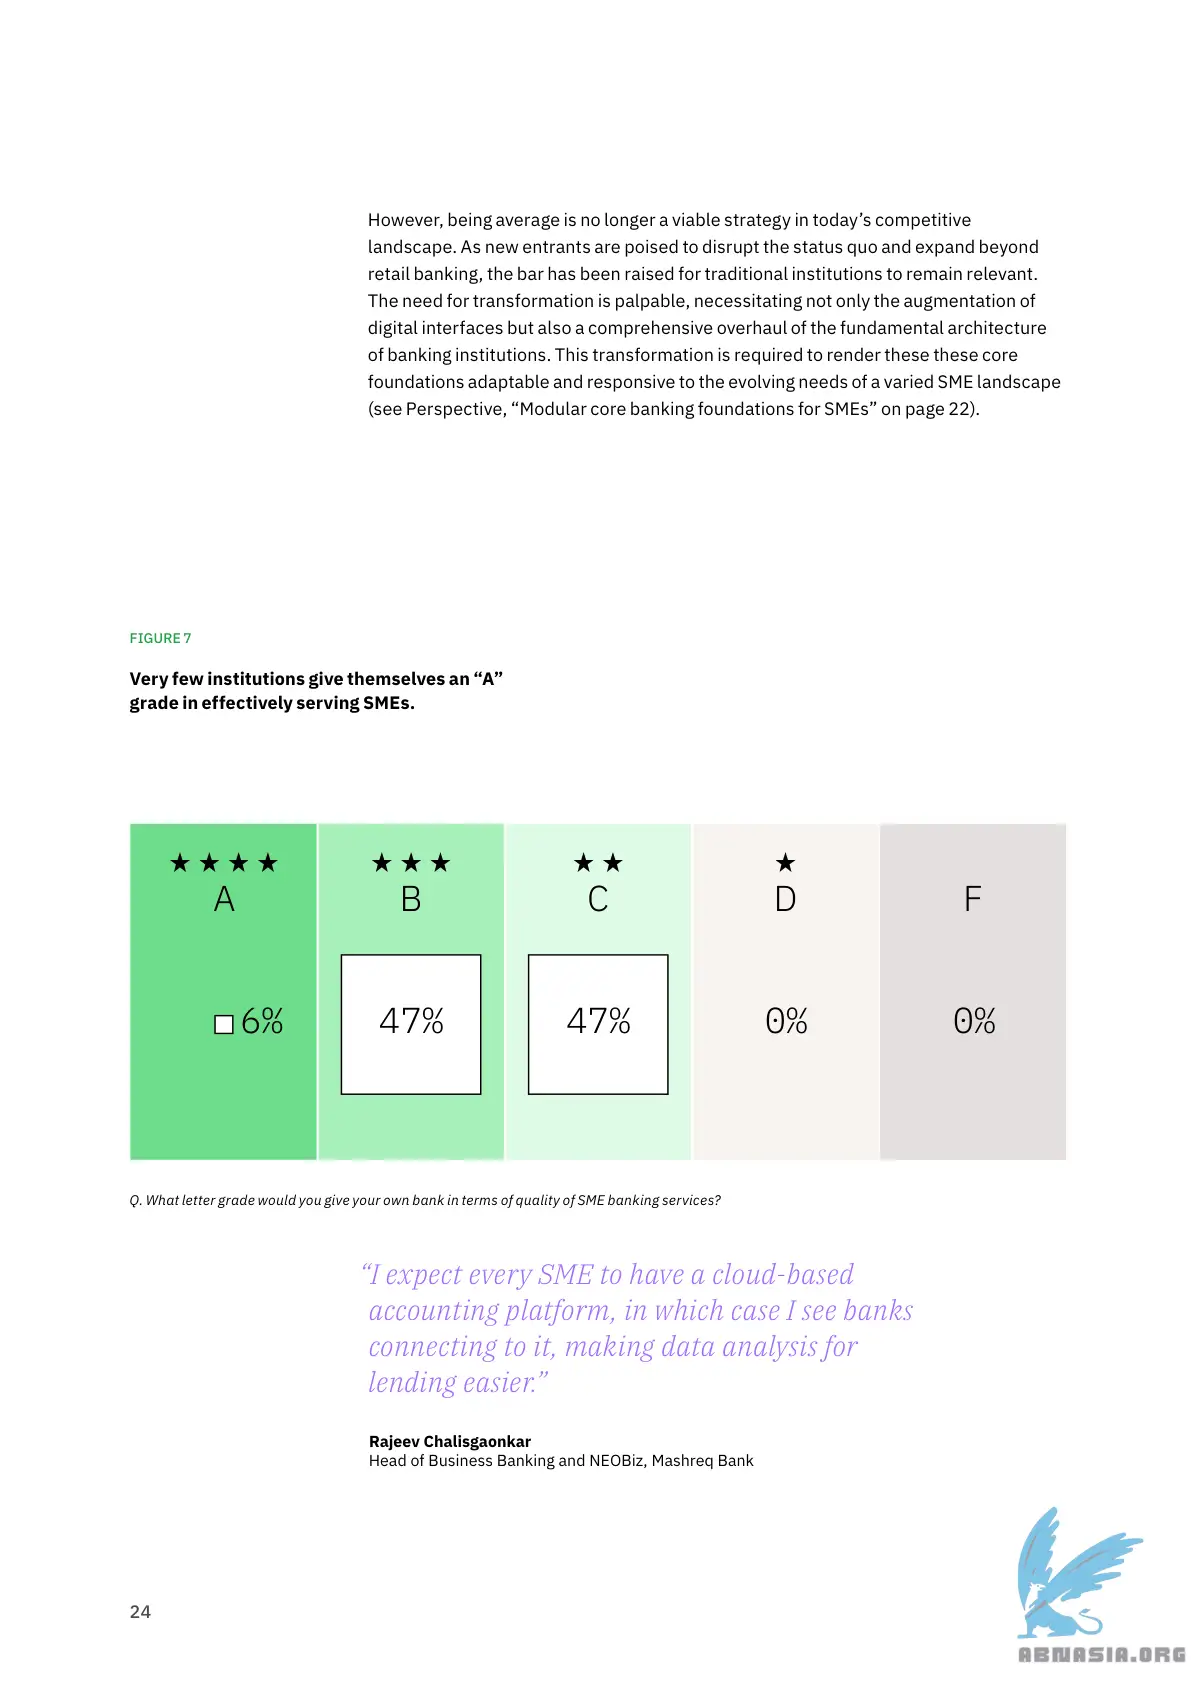 However, being average is no longer a viable strategy in today’s competitive
landscape. As new entrants are poised to disrupt the status quo and expand beyond
retail banking, the bar has been raised for traditional institutions to remain relevant.
The need for transformation is palpable, necessitating not only the augmentation of
digital interfaces but also a comprehensive overhaul of the fundamental architecture
of banking institutions. This transformation is required to render these these core
foundations adaptable and responsive to the evolving needs of a varied SME landscape
(see Perspective, “Modular core banking foundations for SMEs” on page 22).
FIGURE 7
Very few institutions give themselves an “A”
grade in effectively serving SMEs.
★ ★ ★ ★ ★ ★ ★ ★ ★ ★
A B C D F
6% 47% 47% 0% 0%
Q. What letter grade would you give your own bank in terms of quality of SME banking services?
“I expect every SME to have a cloud-based
accounting platform, in which case I see banks
connecting to it, making data analysis for
lending easier.”
Rajeev Chalisgaonkar
Head of Business Banking and NEOBiz, Mashreq Bank
24
ABNASIA.ORG